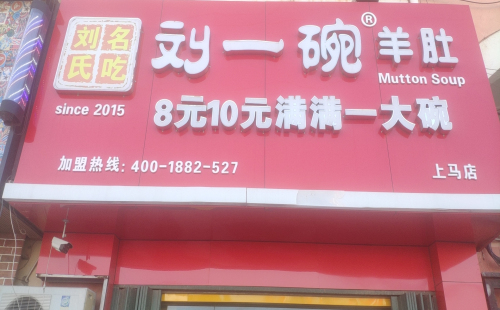 刘氏名吃
刘一碗® 羊肚
Mutton Soup
since 2015
8元10元满满一大碗
加盟热线:400-1882-527
上马店